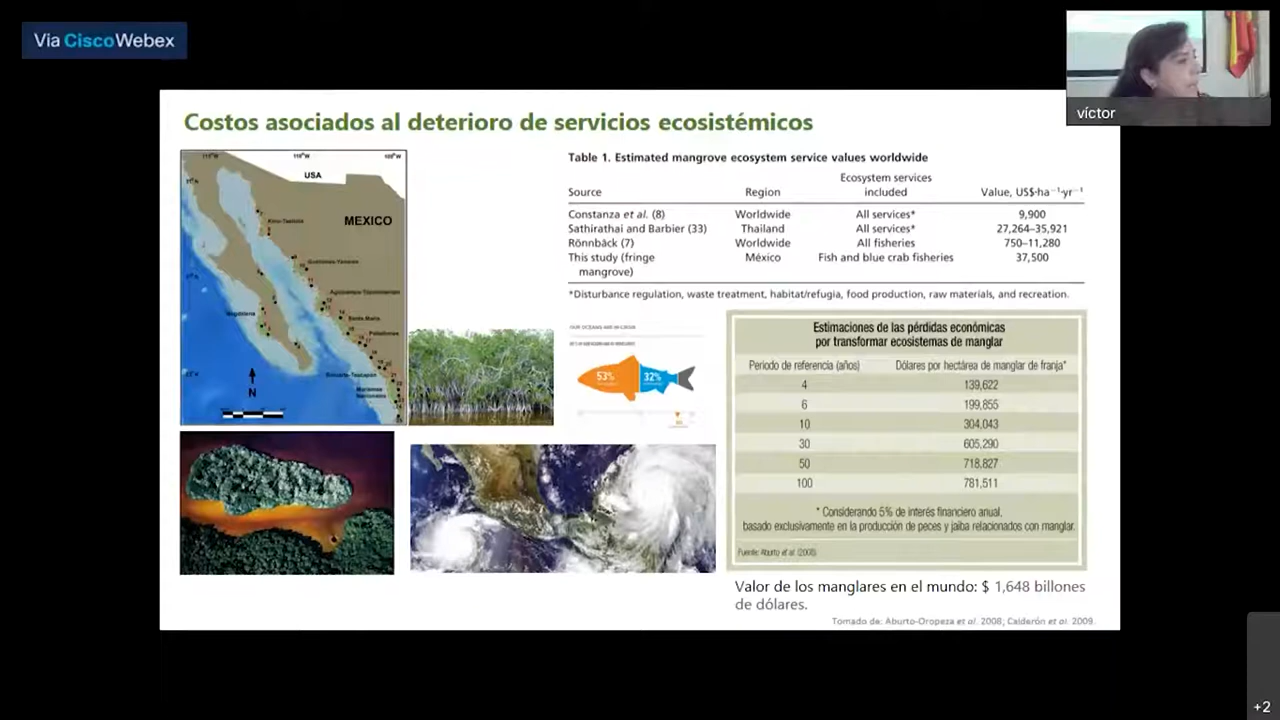 Via CiscoWebex
víctor
Costos asociados al deterioro de servicios ecosistémicos
USA
MEXICO
N
Table 1. Estimated mangrove ecosystem service values worldwide
Source Region Ecosystem services included Value, US$·ha⁻¹yr⁻¹
Constanza et al. (8) Worldwide All services* 9,900
Sathirathai and Barbier (33) Thailand All services* 27,264–35,921
Rönnbäck (7) Worldwide All fisheries 750–11,280
This study (fringe mangrove) México Fish and blue crab fisheries 37,500
*Disturbance regulation, waste treatment, habitat/refugia, food production, raw materials, and recreation.
53%
32%
Estimaciones de las pérdidas económicas
por transformar ecosistemas de manglar
Periodo de referencia (años) Dólares por hectárea de manglar de franja*
4 139,622
6 199,855
10 304,043
30 605,290
50 718,827
100 781,511
* Considerando 5% de interés financiero anual,
basado exclusivamente en la producción de peces y jaiba relacionados con manglar.
Fuente: Aburto et al. (2008)
Valor de los manglares en el mundo: $ 1,648 billones
de dólares.
Tomado de: Aburto-Oropeza et al. 2008; Calderón et al. 2009.
+2